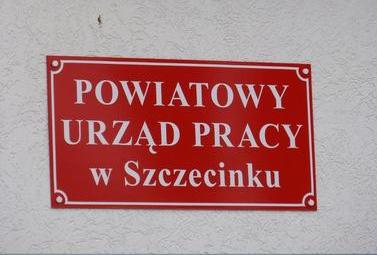 POWIATOWY
URZĄD PRACY
w Szczecinku